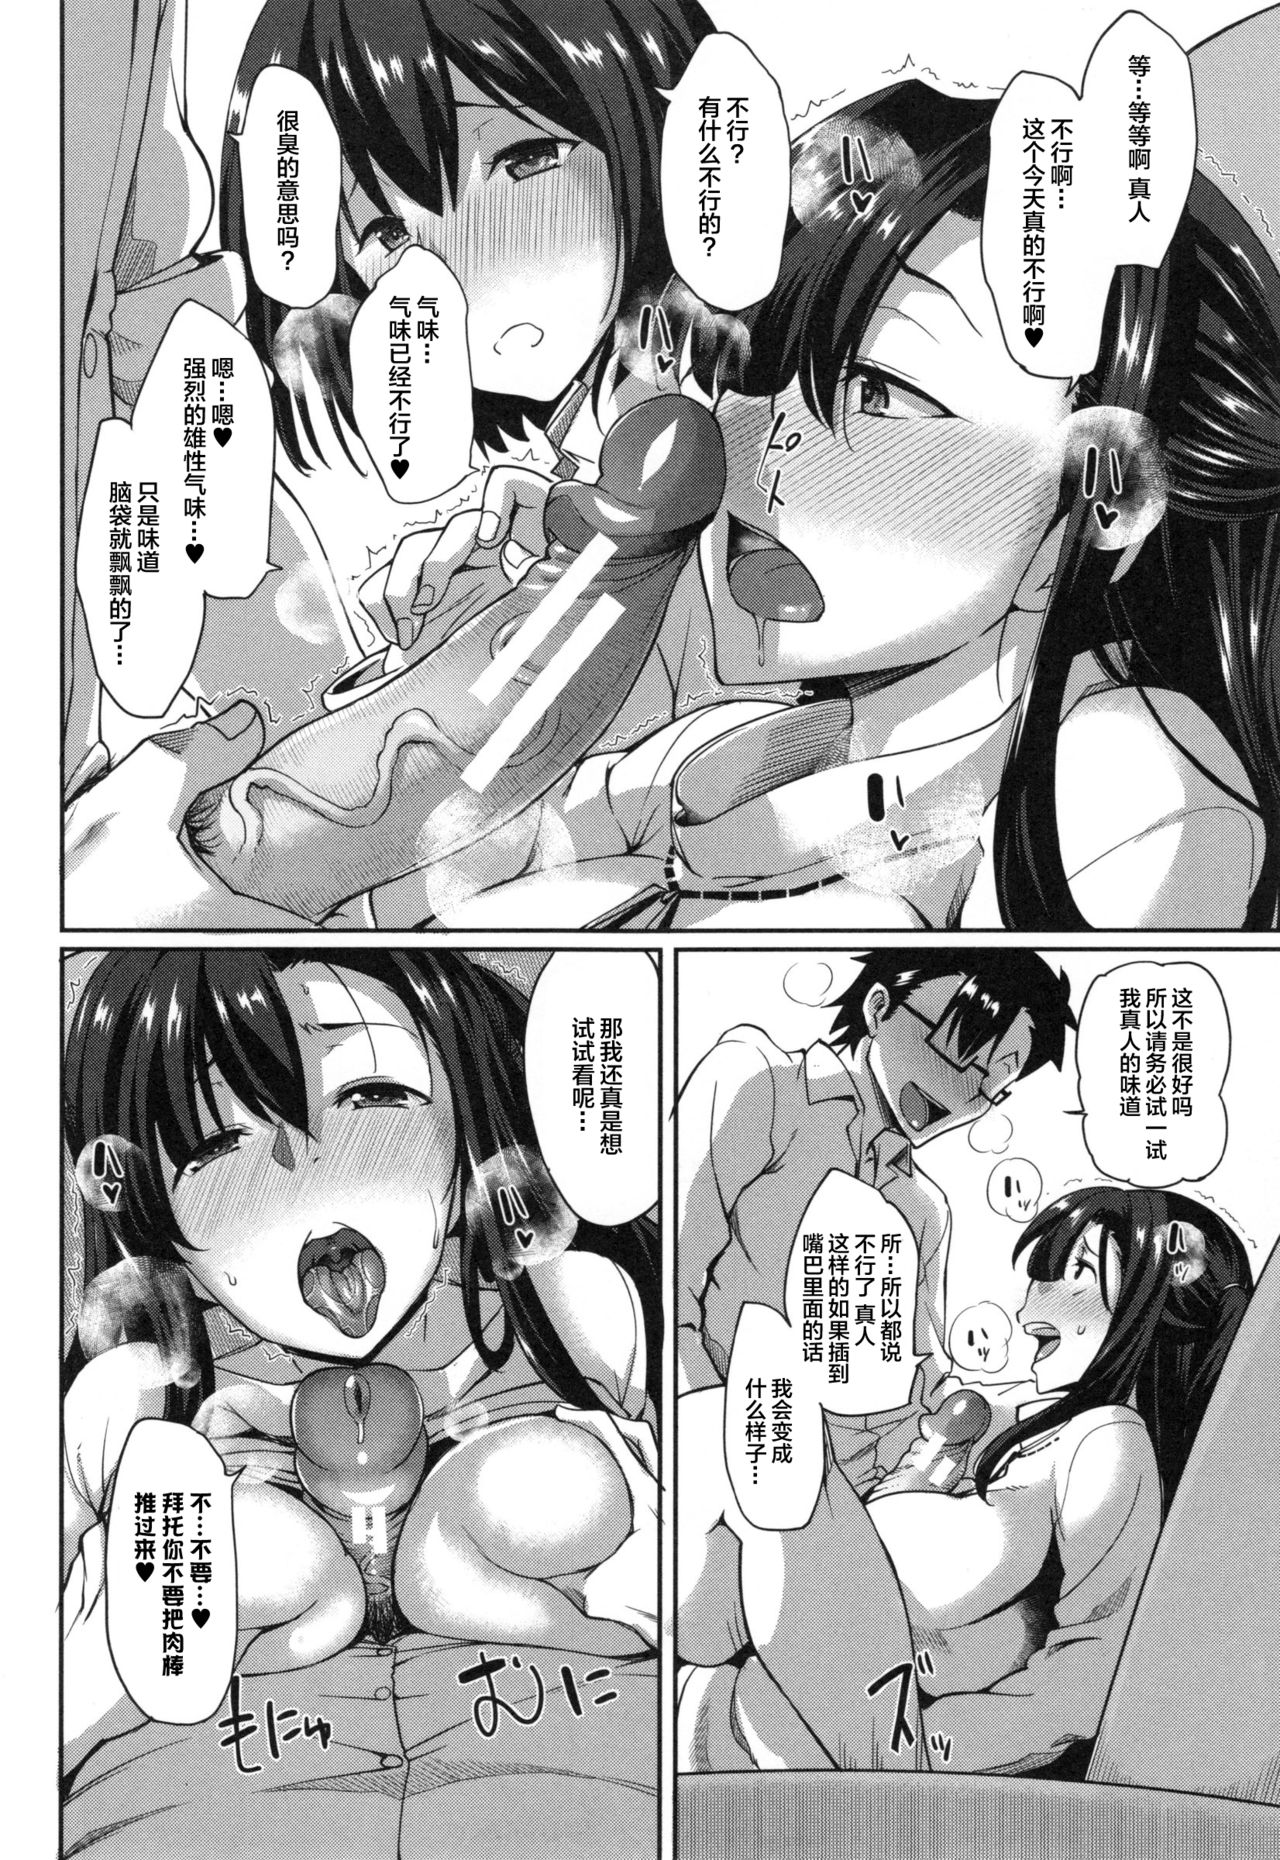 等…等等啊 真人
不行啊…
这个今天真的不行啊♥
不行？
有什么不行的？
气味…
气味已经不行了♥
很臭的意思吗？
嗯…嗯♥
强烈的雄性气味…♥
只是味道
脑袋就飘飘的了…
这不是很好吗
所以请务必试一试
我真人的味道
所…所以都说
不行了 真人
这样的如果插到
嘴巴里面的话
我会变成
什么样子…
那我还真是想
试试看呢…
不…不要…♥
拜托你不要把肉棒
推过来♥
むに
もにゅ
ズッ